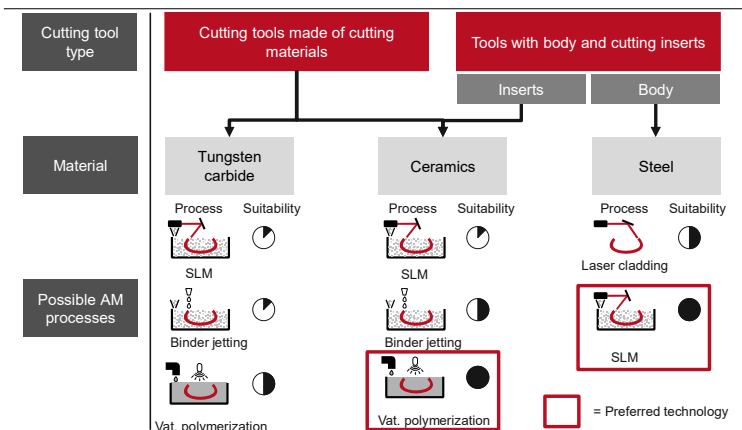 Cutting tool
type
Cutting tools made of cutting
materials
Tools with body and cutting inserts
Inserts
Body
Material
Tungsten
carbide
Ceramics
Steel
Process
Suitability
Process
Suitability
Process
Suitability
SLM
SLM
Laser cladding
Possible AM
processes
Binder jetting
Binder jetting
SLM
Vat. polymerization
Vat. polymerization
= Preferred technology